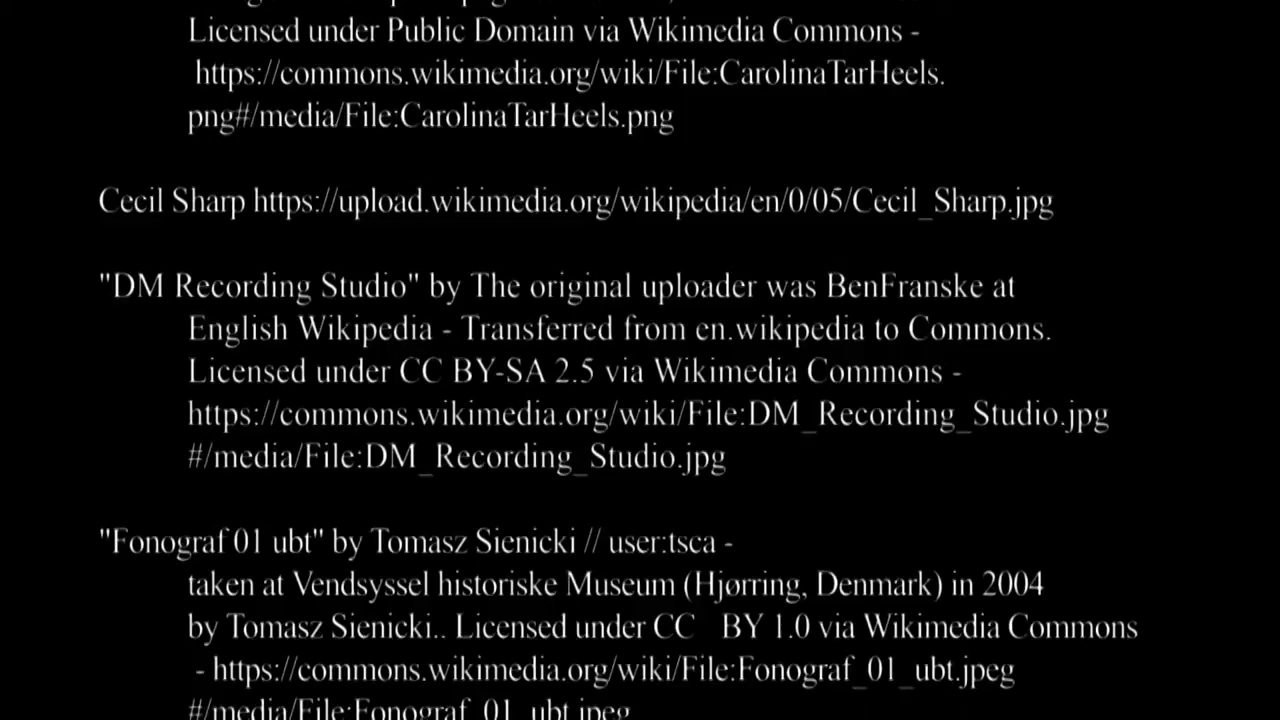 Licensed under Public Domain via Wikimedia Commons -
https://commons.wikimedia.org/wiki/File:CarolinaTarHeels.
png#/media/File:CarolinaTarHeels.png
Cecil Sharp https://upload.wikimedia.org/wikipedia/en/0/05/Cecil_Sharp.jpg
"DM Recording Studio" by The original uploader was BenFranske at
English Wikipedia - Transferred from en.wikipedia to Commons.
Licensed under CC BY-SA 2.5 via Wikimedia Commons -
https://commons.wikimedia.org/wiki/File:DM_Recording_Studio.jpg
#/media/File:DM_Recording_Studio.jpg
"Fonograf 01 ubt" by Tomasz Sienicki // user:tsca -
taken at Vendsyssel historiske Museum (Hjørring, Denmark) in 2004
by Tomasz Sienicki.. Licensed under CC BY 1.0 via Wikimedia Commons
- https://commons.wikimedia.org/wiki/File:Fonograf_01_ubt.jpeg
#/media/File:Fonograf_01_ubt.jpeg